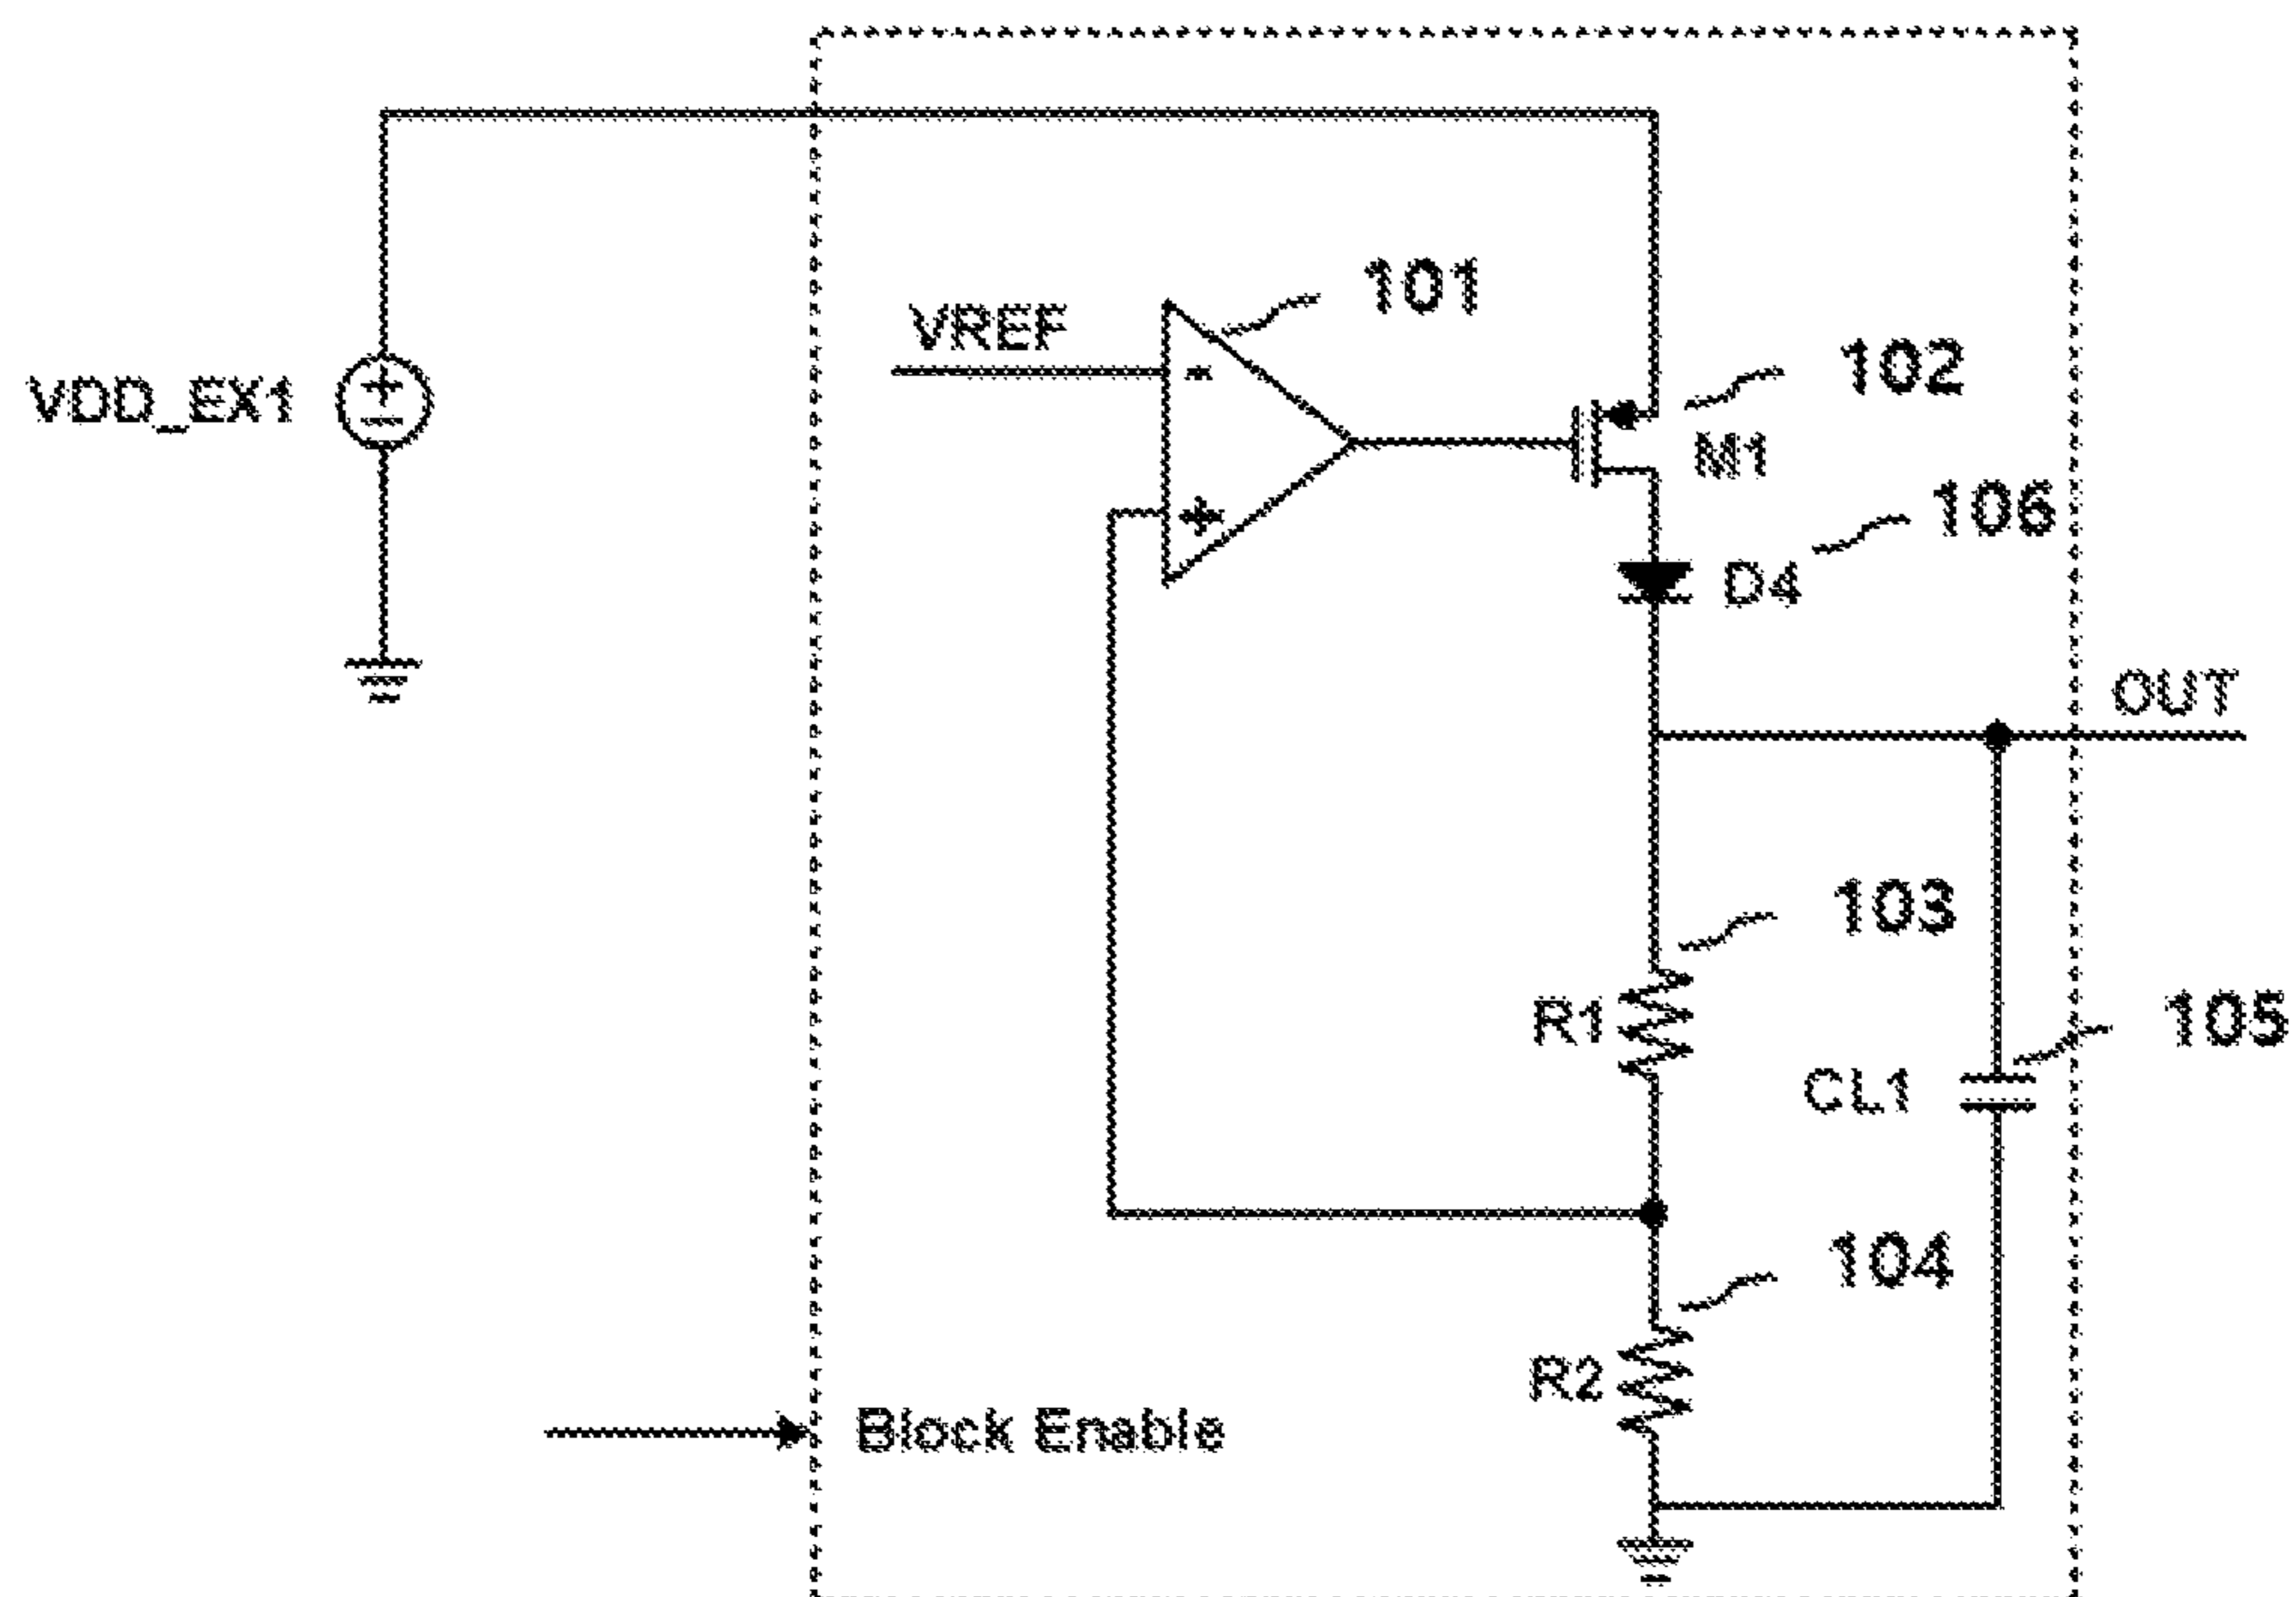 101
VREF
-
102
VDD_EX1
+
M1
106
+
D4
OUT
103
105
R1
CL1
104
R2
Block Enable